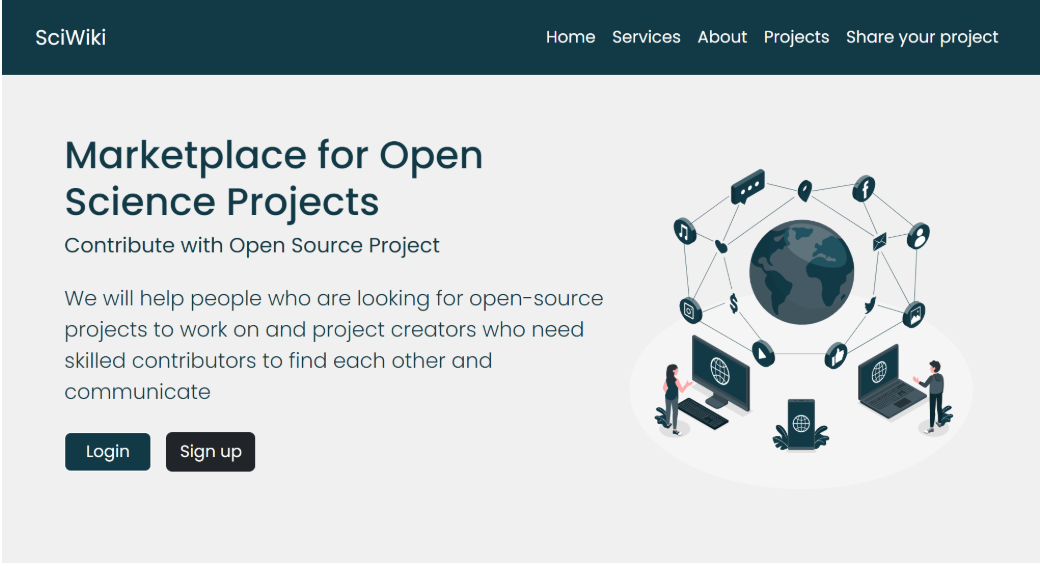 SciWiki
Home Services About Projects Share your project
Marketplace for Open
Science Projects
Contribute with Open Source Project
We will help people who are looking for open-source
projects to work on and project creators who need
skilled contributors to find each other and
communicate
Login Sign up